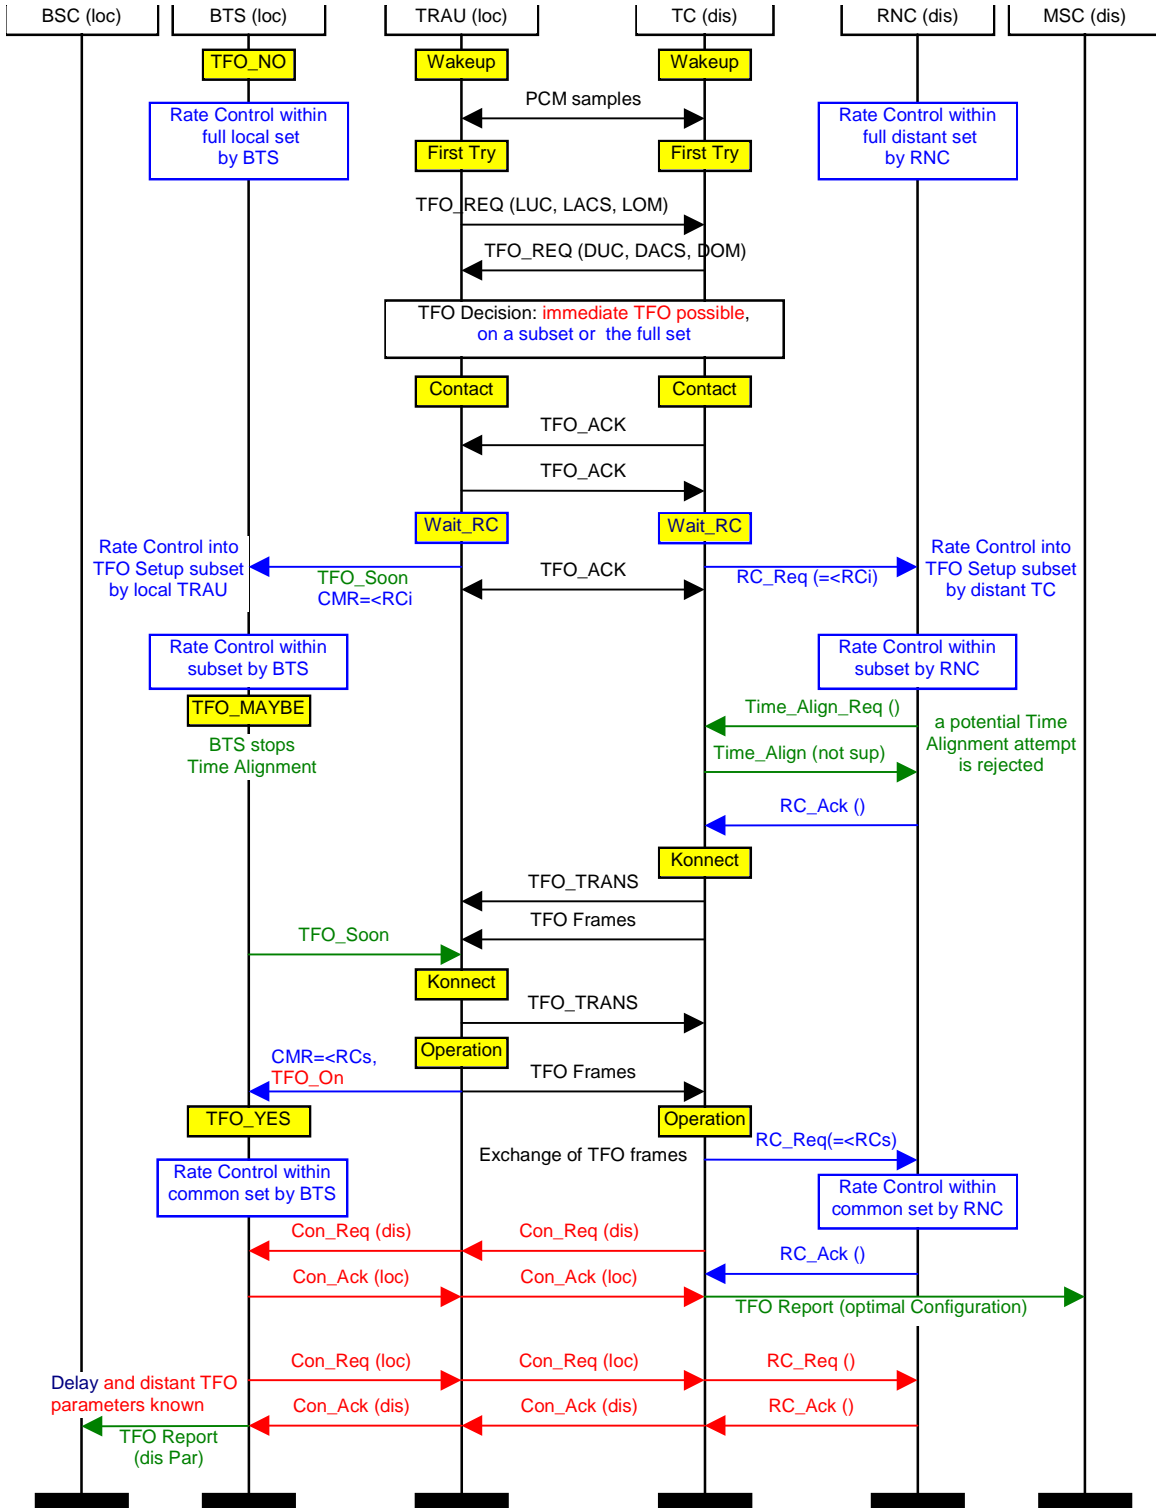 BSC (loc)
BTS (loc)
TRAU (loc)
TC (dis)
RNC (dis)
MSC (dis)
TFO_NO
Wakeup
Wakeup
PCM samples
Rate Control within
full local set
by BTS
Rate Control within
full distant set
by RNC
First Try
First Try
TFO_REQ (LUC, LACS, LOM)
TFO_REQ (DUC, DACS, DOM)
TFO Decision: immediate TFO possible,
on a subset or the full set
Contact
Contact
TFO_ACK
TFO_ACK
Wait_RC
Wait_RC
Rate Control into
TFO Setup subset
by local TRAU
TFO_Soon
CMR=<RCi
TFO_ACK
RC_Req (=<RCi)
Rate Control into
TFO Setup subset
by distant TC
Rate Control within
subset by BTS
Rate Control within
subset by RNC
TFO_MAYBE
BTS stops
Time Alignment
Time_Align_Req ()
a potential Time
Alignment attempt
is rejected
Time_Align (not sup)
RC_Ack ()
Konnect
TFO_TRANS
TFO Frames
TFO_Soon
Konnect
TFO_TRANS
Operation
CMR=<RCs,
TFO_On
TFO Frames
TFO_YES
Operation
Exchange of TFO frames
RC_Req(=<RCs)
Rate Control within
common set by BTS
Rate Control within
common set by RNC
Con_Req (dis)
Con_Req (dis)
RC_Ack ()
Con_Ack (loc)
Con_Ack (loc)
TFO Report (optimal Configuration)
Con_Req (loc)
Con_Req (loc)
RC_Req ()
Delay and distant TFO
parameters known
Con_Ack (dis)
Con_Ack (dis)
RC_Ack ()
TFO Report
(dis Par)